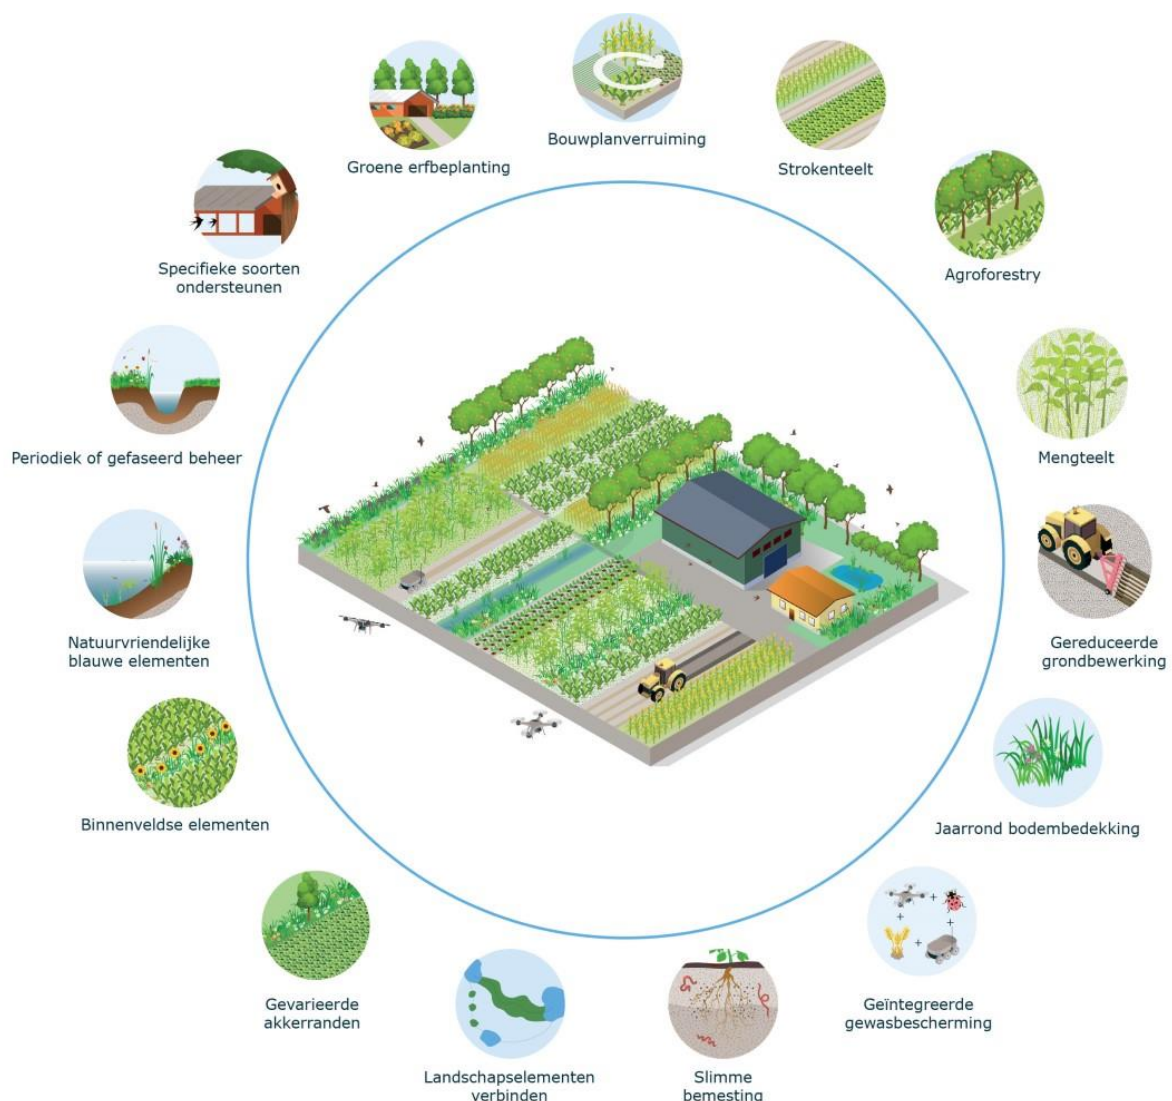 Bouwplanverruiming
Strokenteelt
Agroforestry
Mengteelt
Gereduceerde
grondbewerking
Jaarrond bodembedekking
Geïntegreerde
gewasbescherming
Slimme
bemesting
Landschapselementen
verbinden
Gevarieerde
akkerranden
Binnenveldse elementen
Natuurvriendelijke
blauwe elementen
Periodiek of gefaseerd beheer
Specifieke soorten
ondersteunen
Groene erfbeplanting